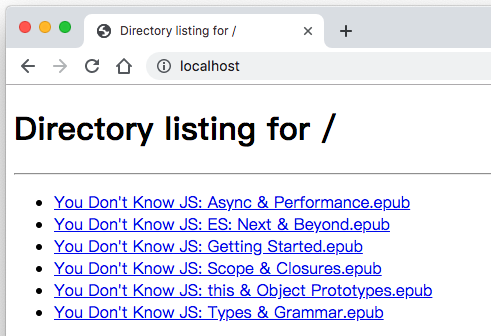 Directory listing for /
localhost
Directory listing for /
You Don't Know JS: Async & Performance.epub
You Don't Know JS: ES: Next & Beyond.epub
You Don't Know JS: Getting Started.epub
You Don't Know JS: Scope & Closures.epub
You Don't Know JS: this & Object Prototypes.epub
You Don't Know JS: Types & Grammar.epub